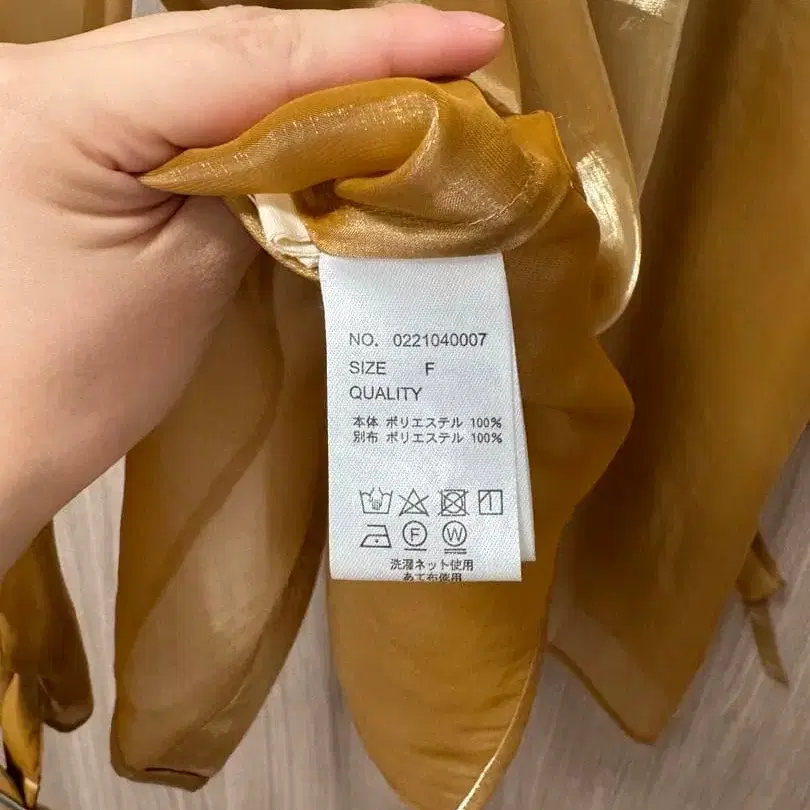 NO. 0221040007
SIZE F
QUALITY
本体 ポリエステル 100%
別布 ポリエステル 100%
F W
洗濯ネット使用
あて布使用